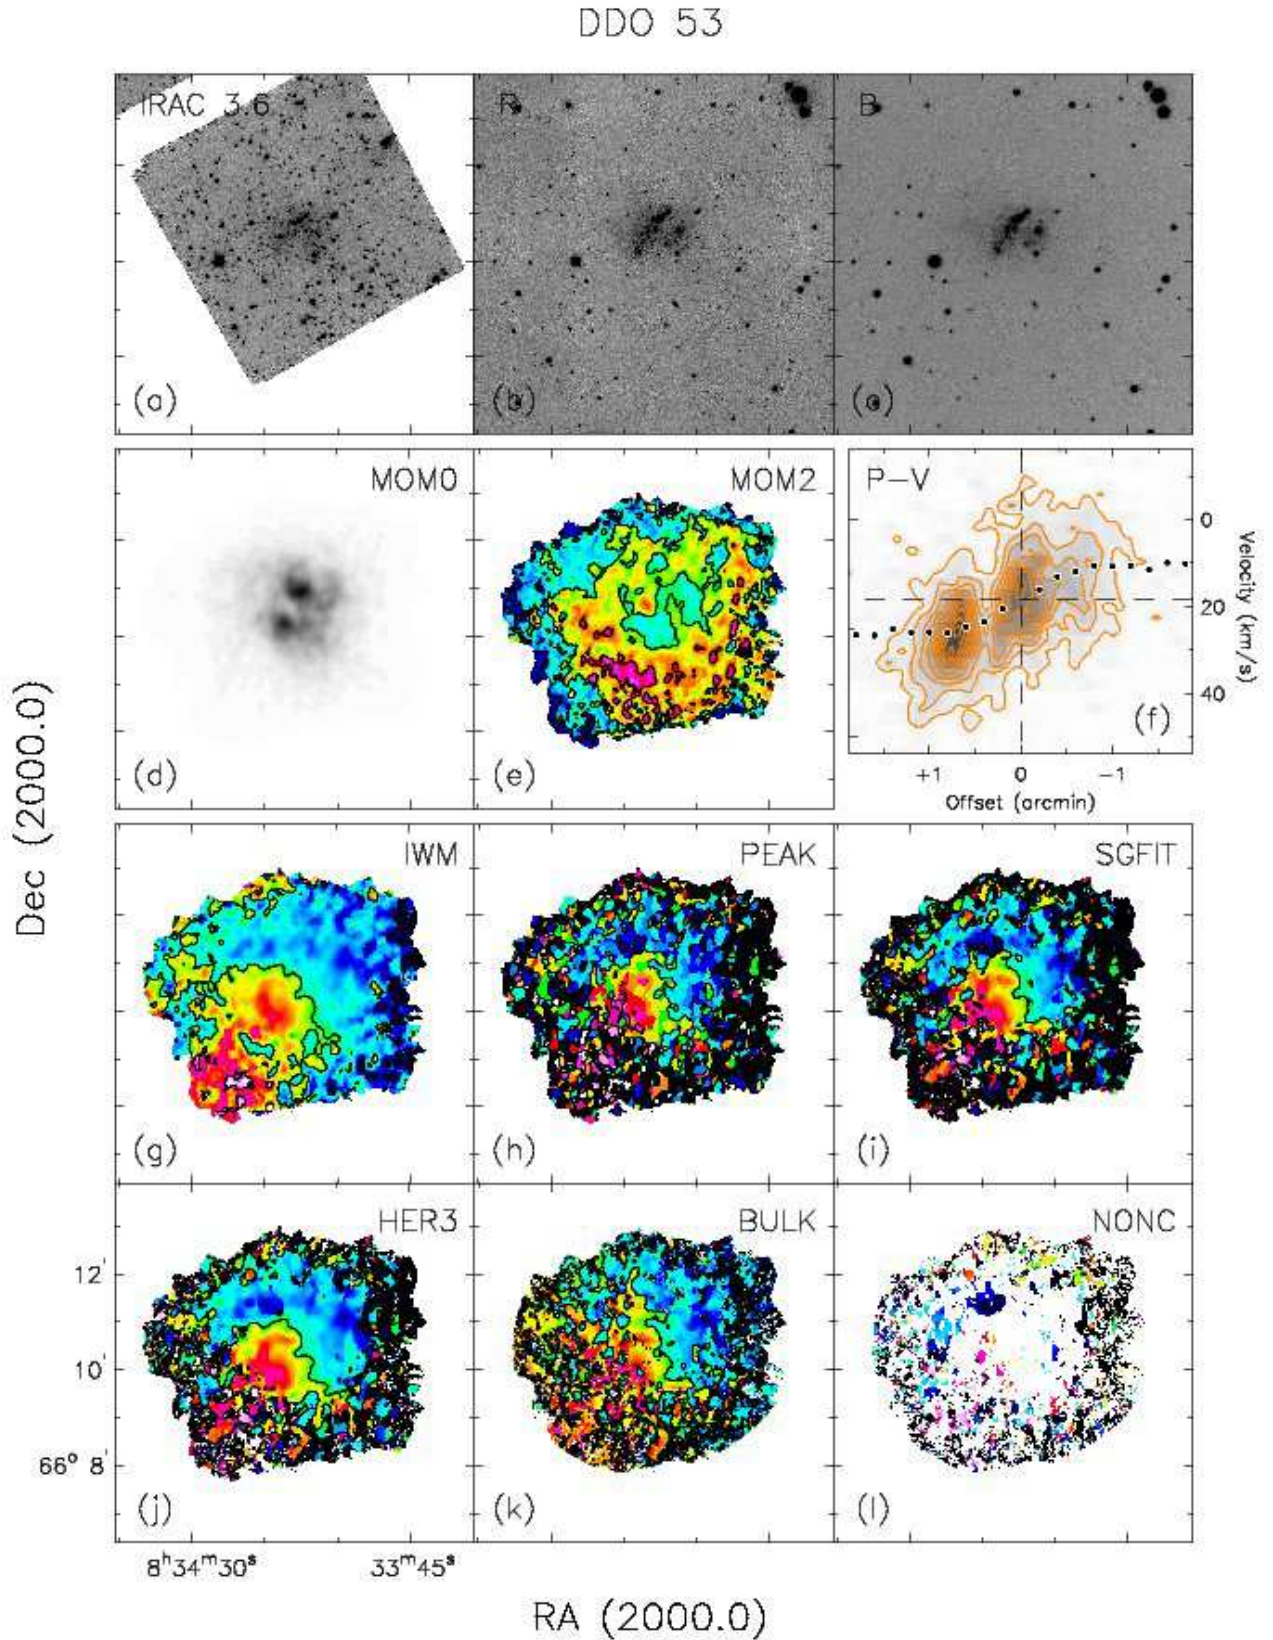 DDO 53
IRAC 3.6
R
B
(a)
(b)
(c)
MOM0
MOM2
P-V
0
20
40
Velocity (km/s)
(d)
(e)
(f)
+1 0 -1
Offset (arcmin)
Dec (2000.0)
IWM
PEAK
SGFIT
(g)
(h)
(i)
HER3
BULK
NONC
12'
10'
66° 8'
(j)
(k)
(l)
8h34m30s 33m45s
RA (2000.0)